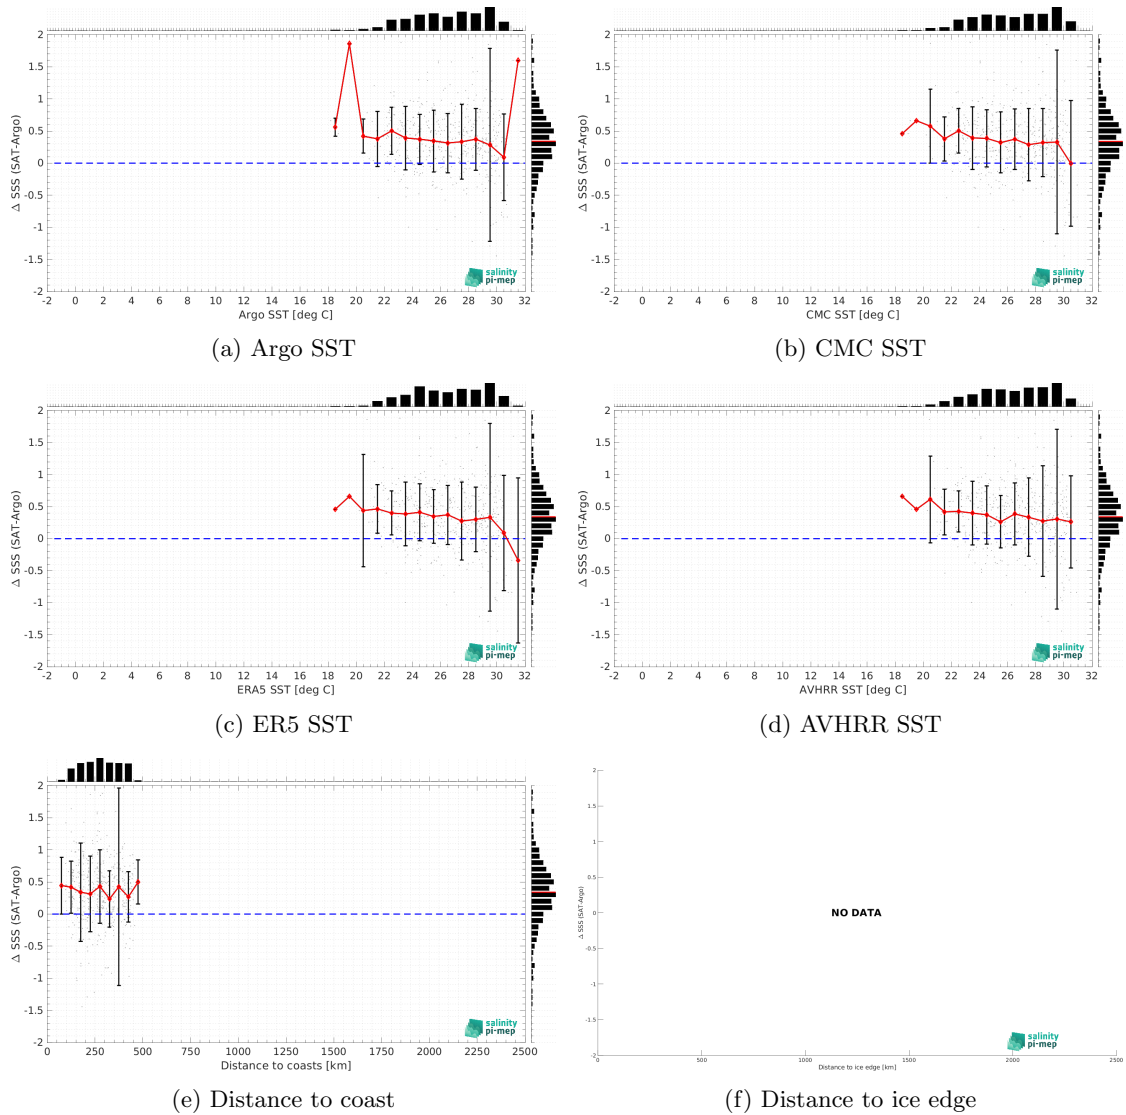 2
1.5
1
0.5
0
-0.5
-1
-1.5
-2
Δ SSS (SAT-Argo)
salinity
pi-mep
-2 0 2 4 6 8 10 12 14 16 18 20 22 24 26 28 30 32
Argo SST [deg C]
(a) Argo SST
2
1.5
1
0.5
0
-0.5
-1
-1.5
-2
Δ SSS (SAT-Argo)
salinity
pi-mep
-2 0 2 4 6 8 10 12 14 16 18 20 22 24 26 28 30 32
CMC SST [deg C]
(b) CMC SST
2
1.5
1
0.5
0
-0.5
-1
-1.5
-2
Δ SSS (SAT-Argo)
salinity
pi-mep
-2 0 2 4 6 8 10 12 14 16 18 20 22 24 26 28 30 32
ERA5 SST [deg C]
(c) ER5 SST
2
1.5
1
0.5
0
-0.5
-1
-1.5
-2
Δ SSS (SAT-Argo)
salinity
pi-mep
-2 0 2 4 6 8 10 12 14 16 18 20 22 24 26 28 30 32
AVHRR SST [deg C]
(d) AVHRR SST
2
1.5
1
0.5
0
-0.5
-1
-1.5
-2
Δ SSS (SAT-Argo)
salinity
pi-mep
0 250 500 750 1000 1250 1500 1750 2000 2250 2500
Distance to coasts [km]
(e) Distance to coast
2
1.5
1
0.5
0
-0.5
-1
-1.5
-2
Δ SSS (SAT-Argo)
NO DATA
salinity
pi-mep
0 500 1000 1500 2000 2500
Distance to ice edge [km]
(f) Distance to ice edge